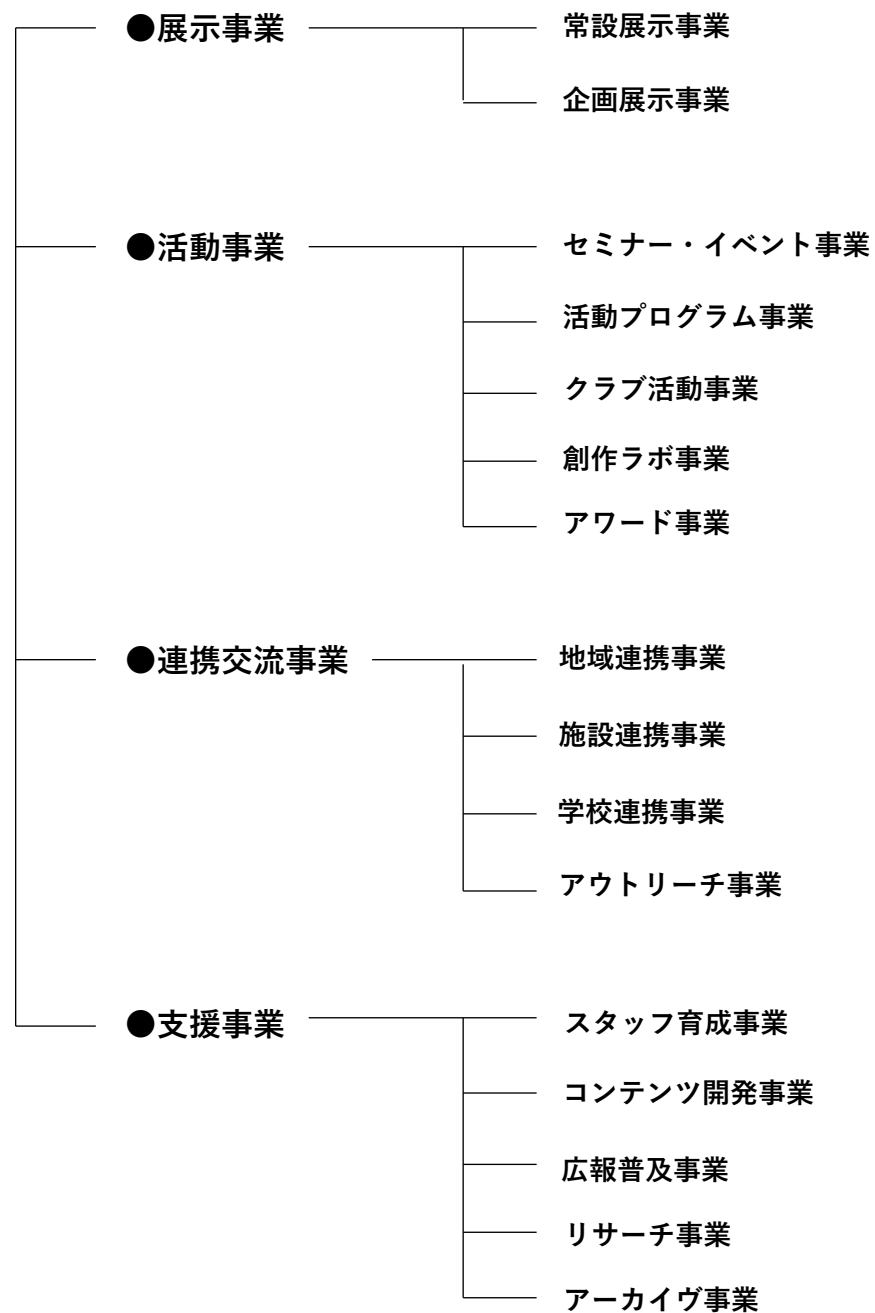 ●展示事業
常設展示事業
企画展示事業
●活動事業
セミナー・イベント事業
活動プログラム事業
クラブ活動事業
創作ラボ事業
アワード事業
●連携交流事業
地域連携事業
施設連携事業
学校連携事業
アウトリーチ事業
●支援事業
スタッフ育成事業
コンテンツ開発事業
広報普及事業
リサーチ事業
アーカイヴ事業